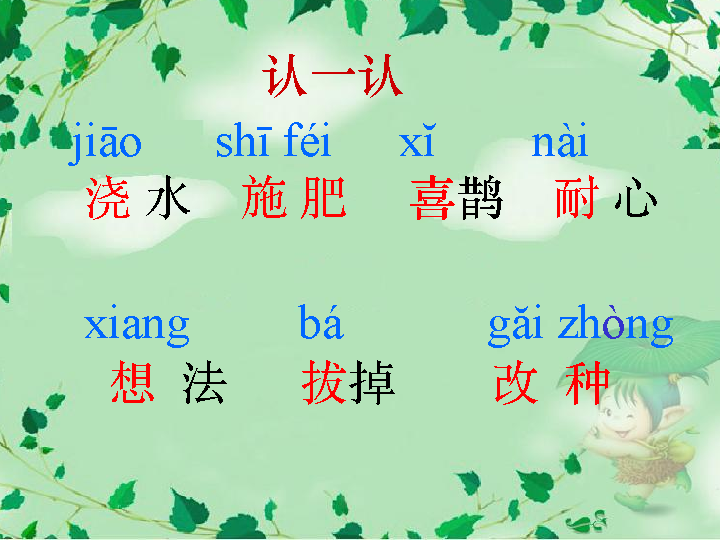 认一认
jiāo shī féi xǐ nài
浇 水 施 肥 喜鹊 耐 心
xiang bá gǎi zhòng
想 法 拔掉 改 种